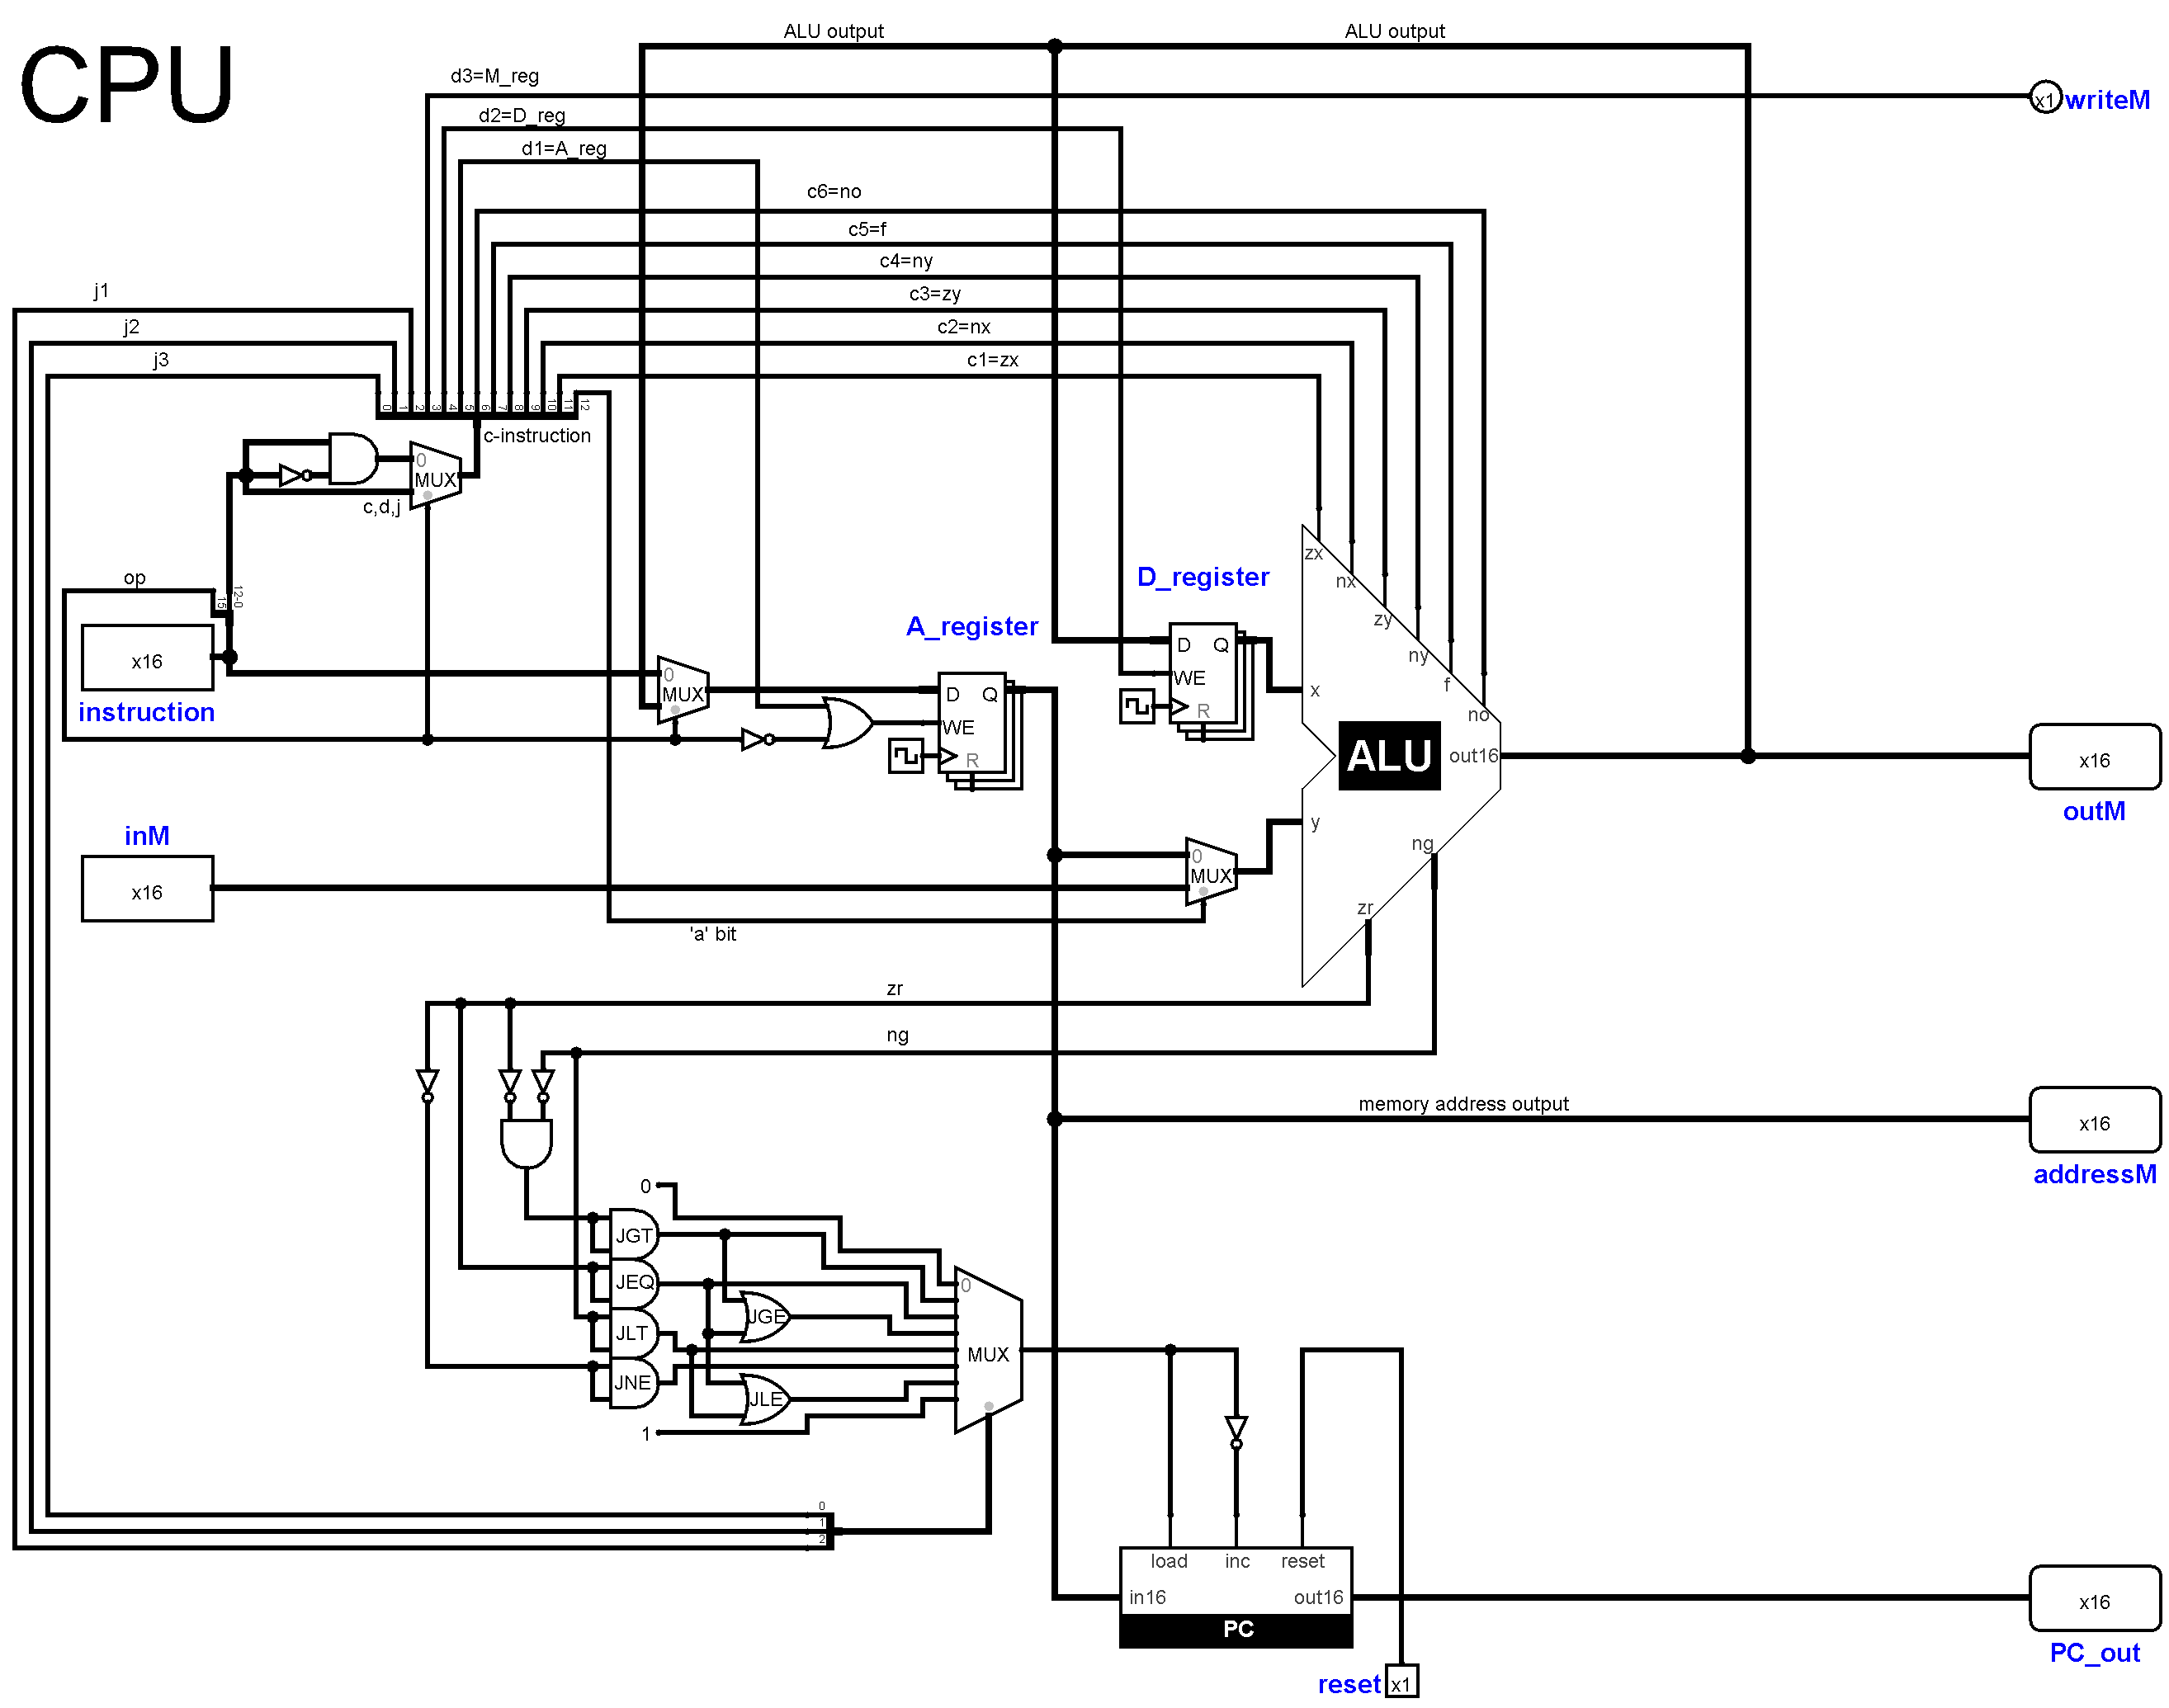 CPU
ALU output
ALU output
d3=M_reg
x1
writeM
d2=D_reg
d1=A_reg
c6=no
c5=f
c4=ny
c3=zy
c2=nx
c1=zx
j1
j2
j3
0
1
2
3
4
5
6
7
8
9
10
11
12
c-instruction
0
MUX
c,d,j
op
15
12-0
x16
instruction
0
MUX
A_register
D
Q
WE
R
D_register
D
Q
WE
R
zx
nx
zy
ny
f
no
x
y
ALU
out16
ng
zr
x16
outM
inM
x16
0
MUX
'a' bit
zr
ng
memory address output
x16
addressM
0
JGT
JEQ
JLT
JNE
JGE
JLE
1
0
MUX
0
1
2
load
inc
reset
in16
out16
PC
x16
PC_out
reset
x1